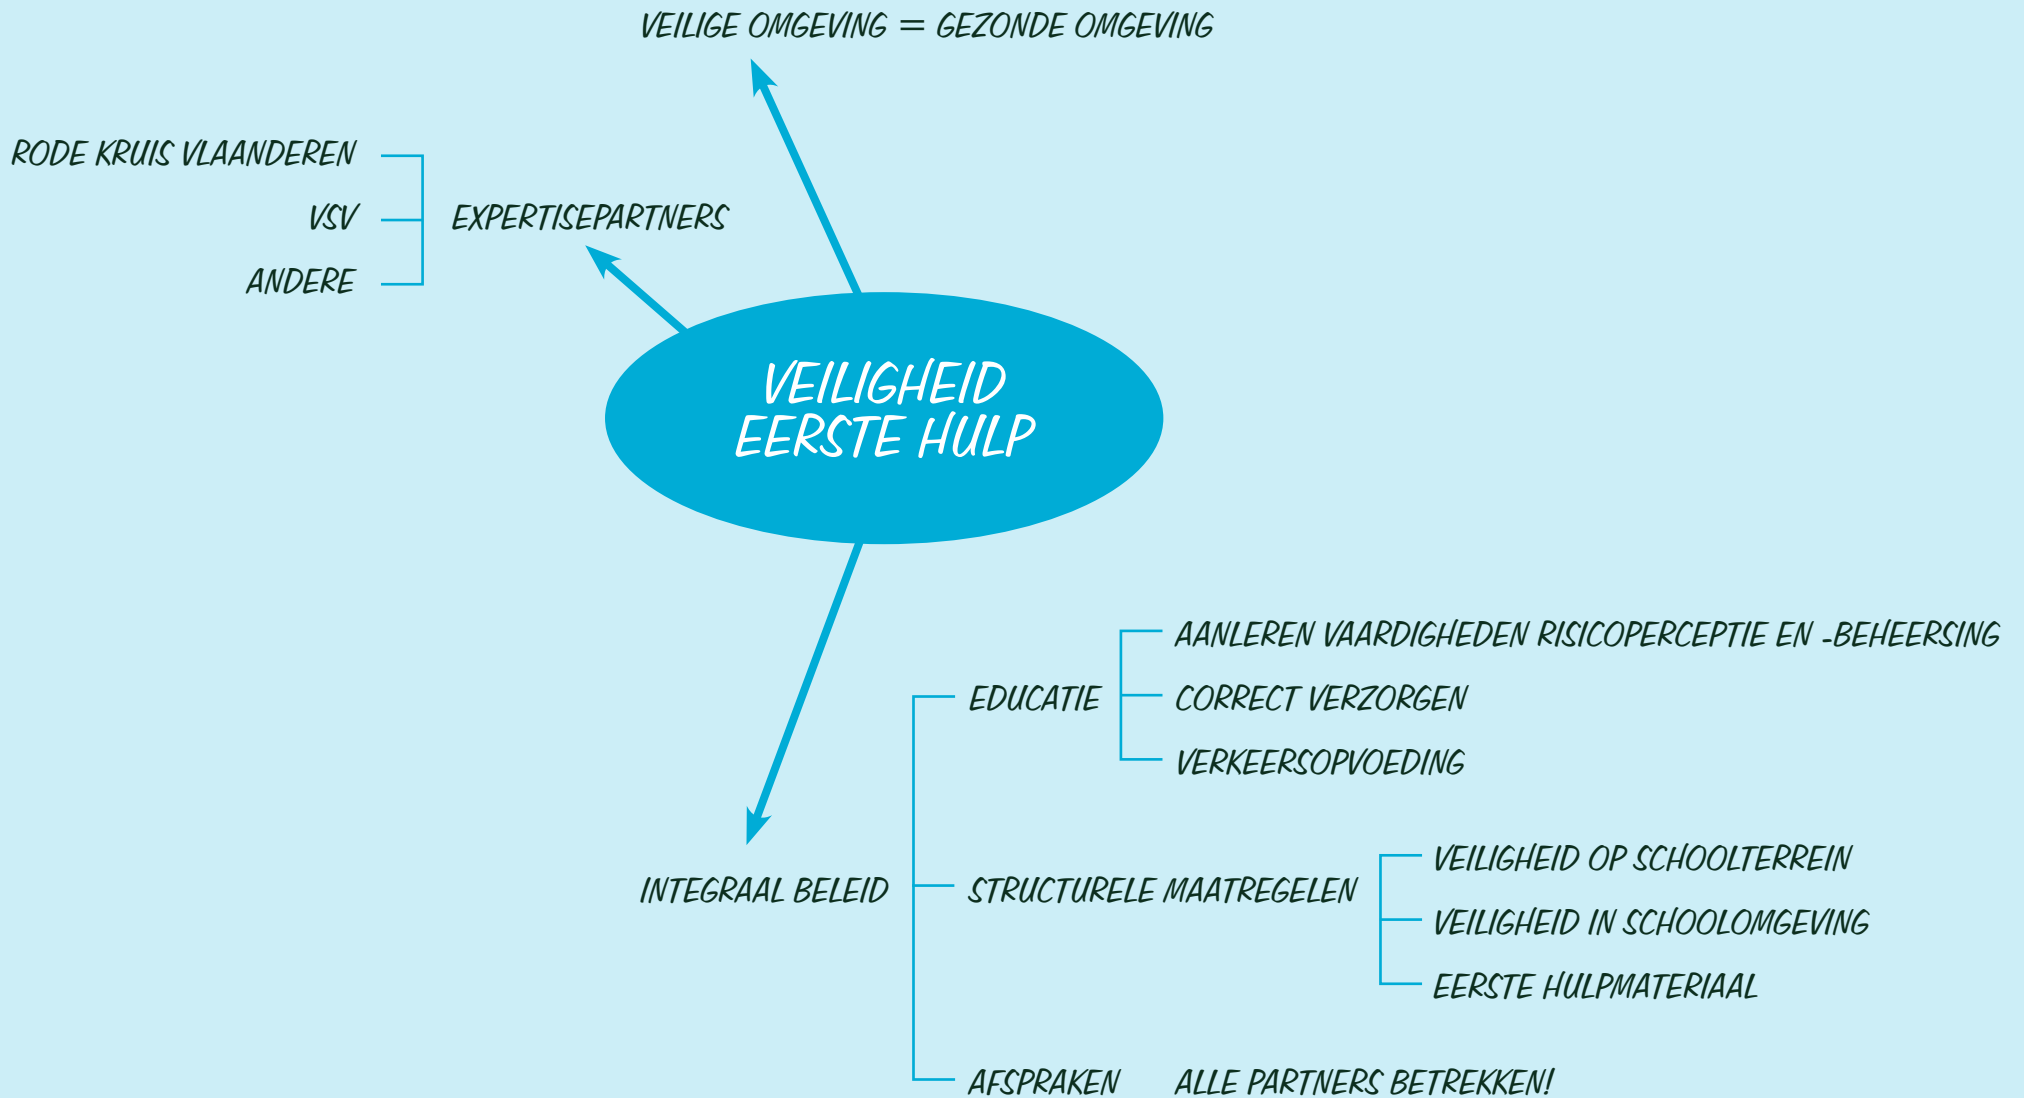 VEILIGE OMGEVING = GEZONDE OMGEVING
RODE KRUIS VLAANDEREN
VSV
ANDERE
EXPERTISEPARTNERS
VEILIGHEID
EERSTE HULP
INTEGRAAL BELEID
EDUCATIE
AANLEREN VAARDIGHEDEN RISICOPERCEPTIE EN -BEHEERSING
CORRECT VERZORGEN
VERKEERSOPVOEDING
STRUCTURELE MAATREGELEN
VEILIGHEID OP SCHOOLTERREIN
VEILIGHEID IN SCHOOLOMGEVING
EERSTE HULPMATERIAAL
AFSPRAKEN
ALLE PARTNERS BETREKKEN!